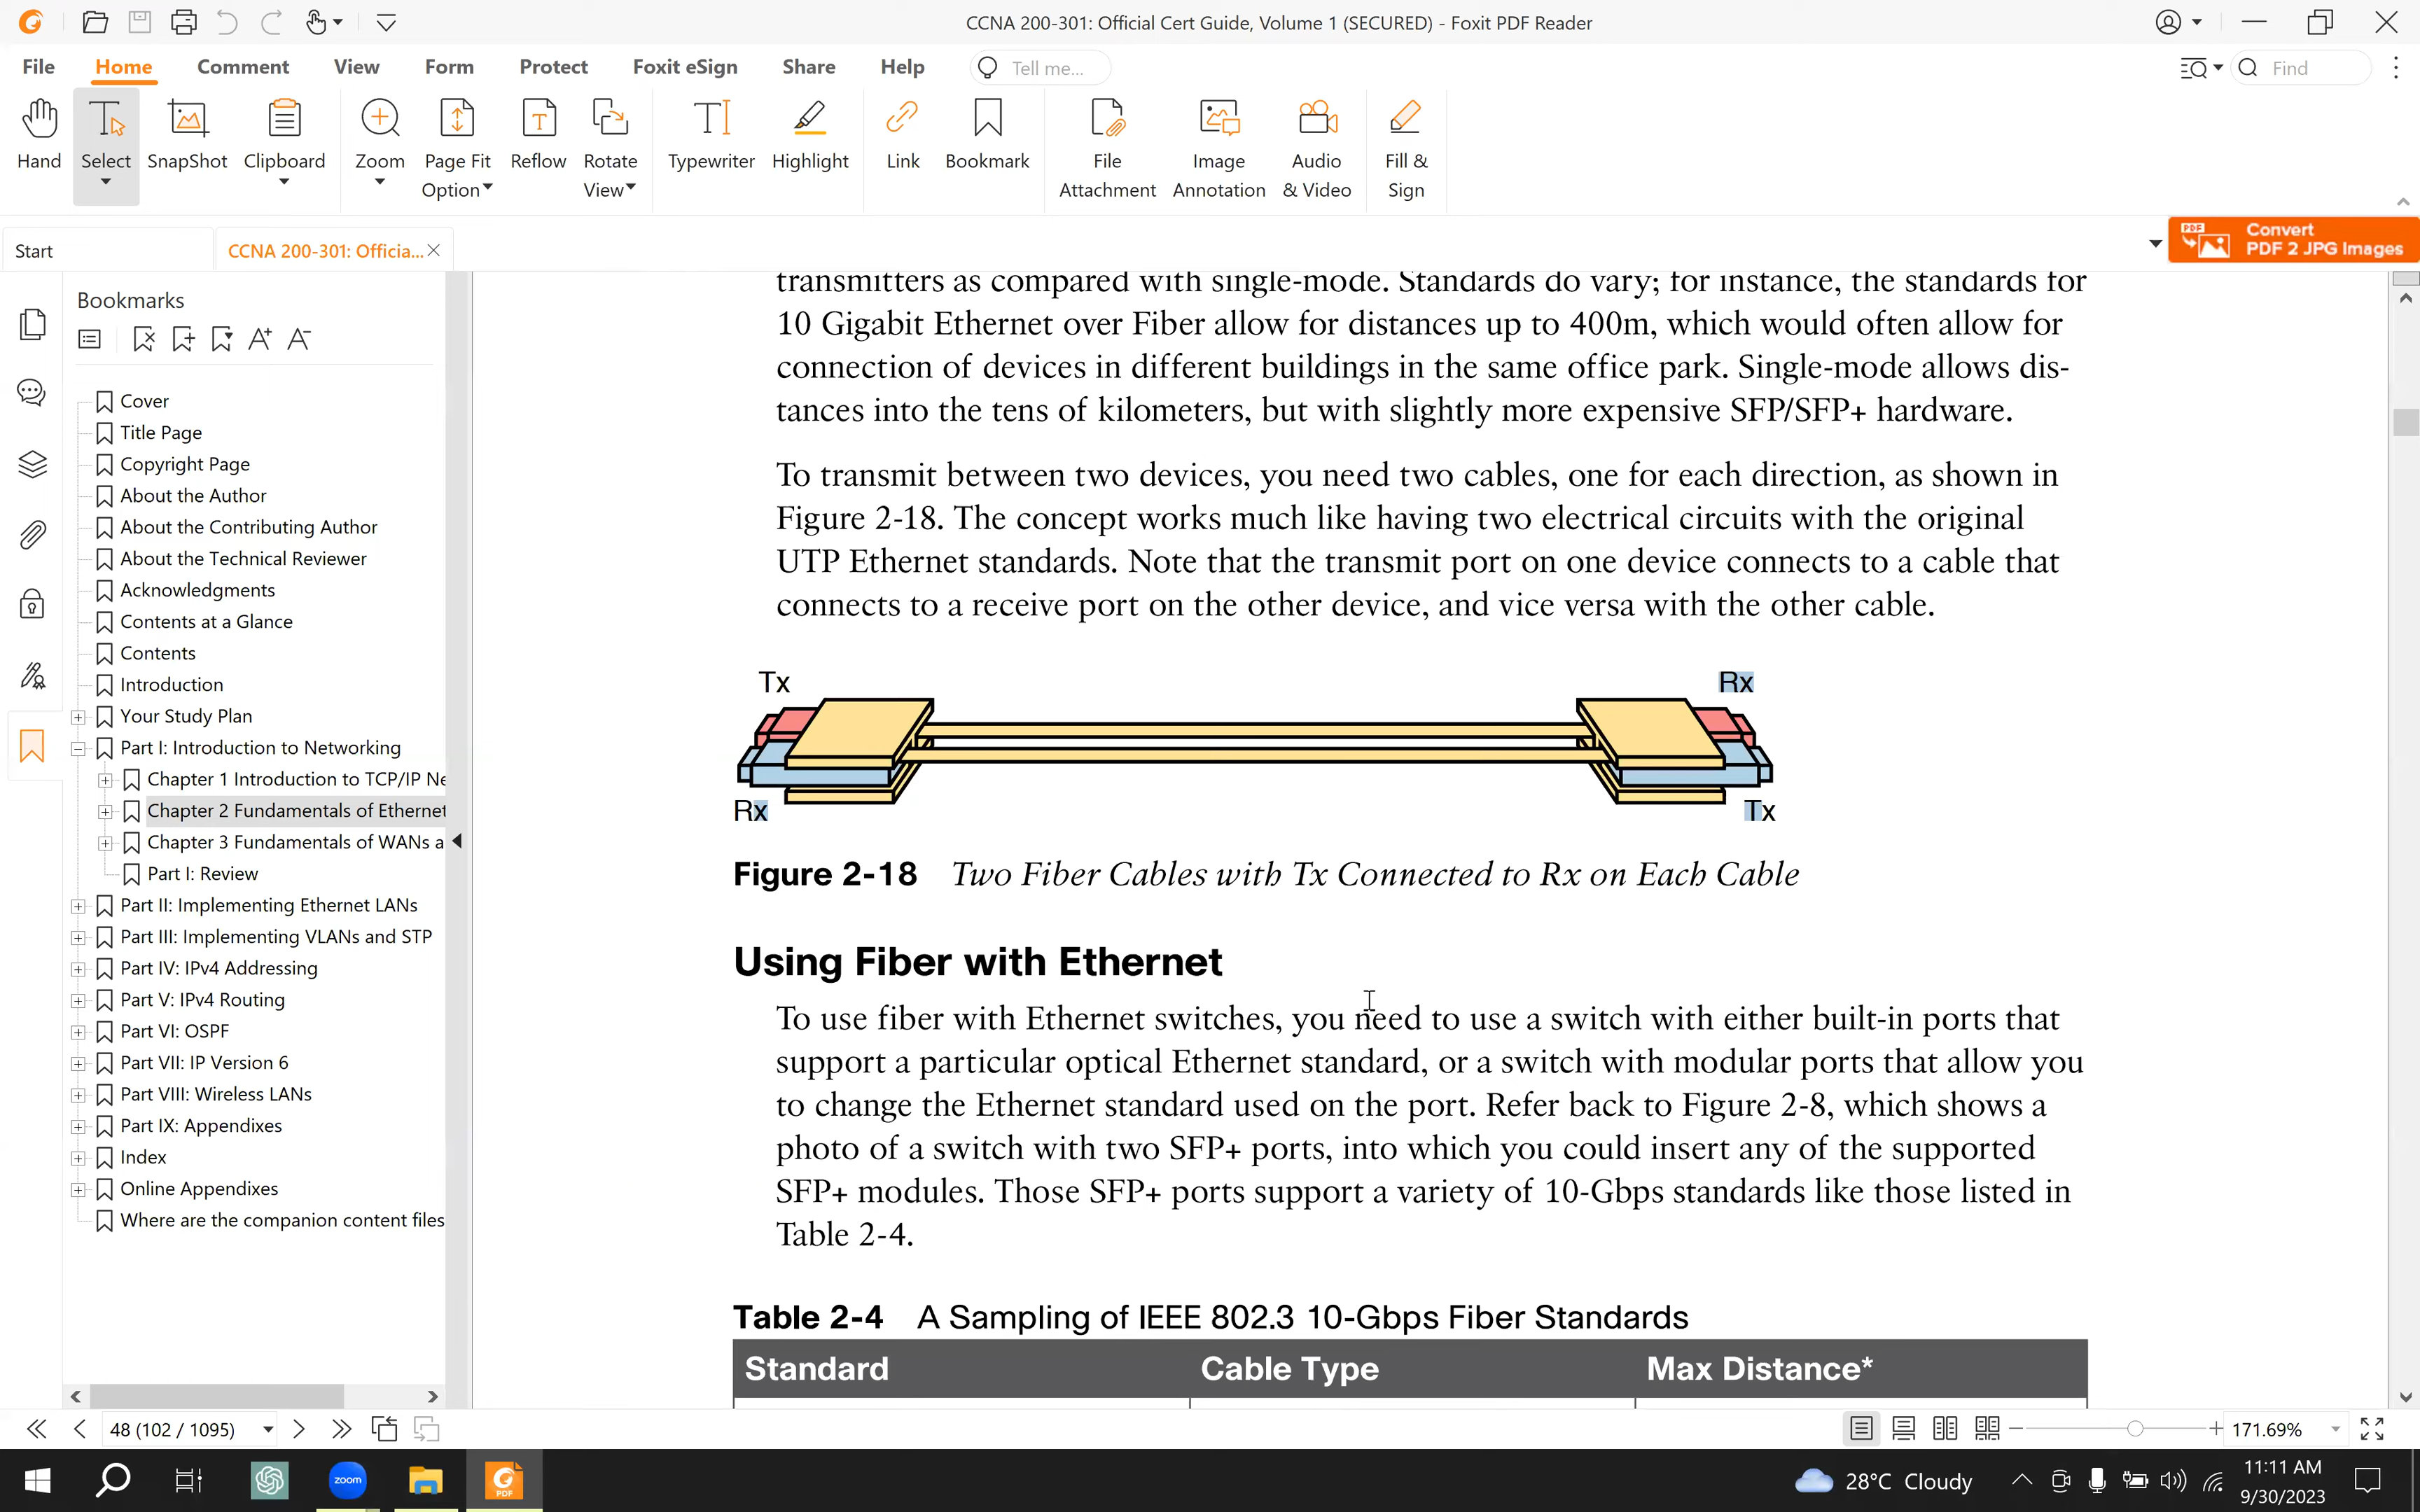 CCNA 200-301: Official Cert Guide, Volume 1 (SECURED) - Foxit PDF Reader
File Home Comment View Form Protect Foxit eSign Share Help Tell me... Find
Hand Select SnapShot Clipboard Zoom Page Fit Option Reflow Rotate View Typewriter Highlight Link Bookmark File Attachment Image Annotation Audio & Video Fill & Sign
Start CCNA 200-301: Officia...
PDF Convert
PDF 2 JPG Images
Bookmarks
Cover
Title Page
Copyright Page
About the Author
About the Contributing Author
About the Technical Reviewer
Acknowledgments
Contents at a Glance
Contents
Introduction
Your Study Plan
Part I: Introduction to Networking
Chapter 1 Introduction to TCP/IP Ne
Chapter 2 Fundamentals of Ethernet
Chapter 3 Fundamentals of WANs a
Part I: Review
Part II: Implementing Ethernet LANs
Part III: Implementing VLANs and STP
Part IV: IPv4 Addressing
Part V: IPv4 Routing
Part VI: OSPF
Part VII: IP Version 6
Part VIII: Wireless LANs
Part IX: Appendixes
Index
Online Appendixes
Where are the companion content files
transmitters as compared with single-mode. Standards do vary; for instance, the standards for
10 Gigabit Ethernet over Fiber allow for distances up to 400m, which would often allow for
connection of devices in different buildings in the same office park. Single-mode allows dis-
tances into the tens of kilometers, but with slightly more expensive SFP/SFP+ hardware.
To transmit between two devices, you need two cables, one for each direction, as shown in
Figure 2-18. The concept works much like having two electrical circuits with the original
UTP Ethernet standards. Note that the transmit port on one device connects to a cable that
connects to a receive port on the other device, and vice versa with the other cable.
Tx Rx
Rx Tx
Figure 2-18 Two Fiber Cables with Tx Connected to Rx on Each Cable
Using Fiber with Ethernet
To use fiber with Ethernet switches, you need to use a switch with either built-in ports that
support a particular optical Ethernet standard, or a switch with modular ports that allow you
to change the Ethernet standard used on the port. Refer back to Figure 2-8, which shows a
photo of a switch with two SFP+ ports, into which you could insert any of the supported
SFP+ modules. Those SFP+ ports support a variety of 10-Gbps standards like those listed in
Table 2-4.
Table 2-4 A Sampling of IEEE 802.3 10-Gbps Fiber Standards
Standard Cable Type Max Distance*
48 (102 / 1095) 171.69%
zoom PDF 28°C Cloudy 11:11 AM
9/30/2023